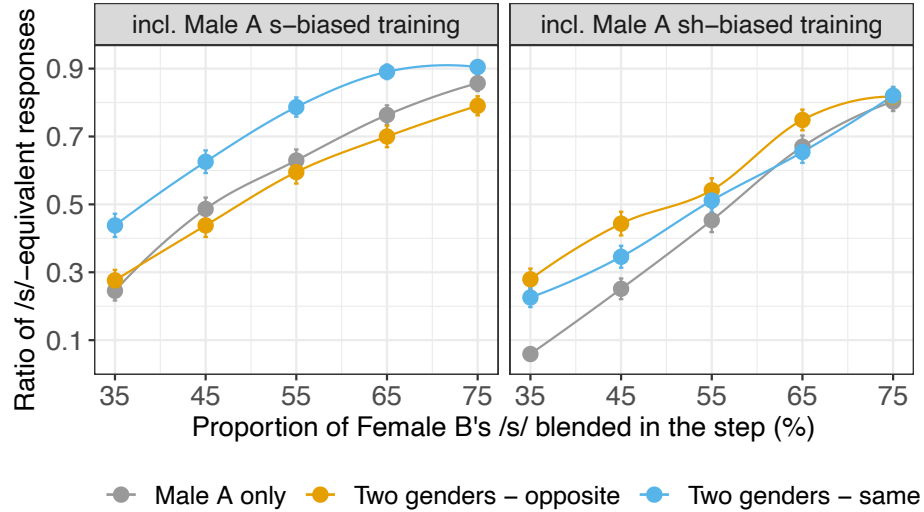 incl. Male A s−biased training
incl. Male A sh−biased training
Ratio of /s/−equivalent responses
0.9
0.7
0.5
0.3
0.1
35 45 55 65 75
35 45 55 65 75
Proportion of Female B's /s/ blended in the step (%)
Male A only
Two genders − opposite
Two genders − same